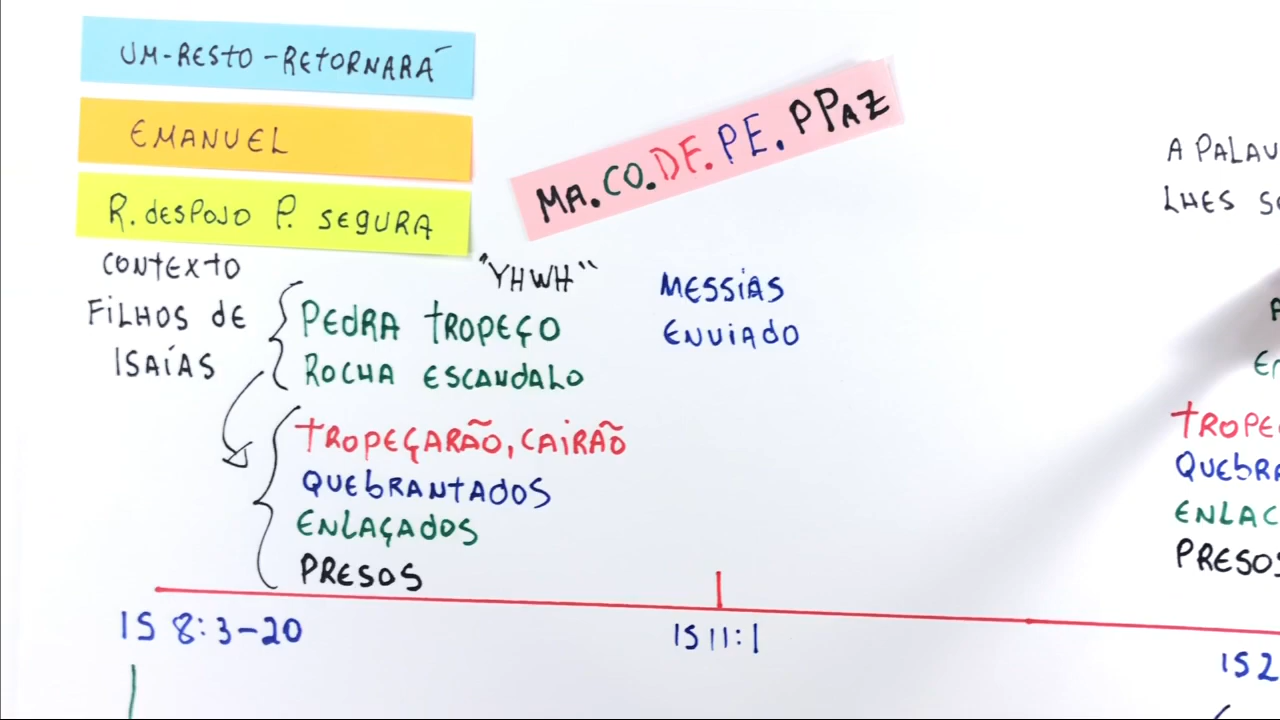 UM-RESTO-RETORNARÁ
EMANUEL
R. DESPOJO P. SEGURA
MA.CO.DF.PE.PPAZ
CONTEXTO
FILHOS DE
ISAÍAS
"YHWH"
PEDRA TROPEÇO
ROCHA ESCANDALO
MESSIAS
ENVIADO
TROPEÇARÃO, CAIRÃO
QUEBRANTADOS
ENLAÇADOS
PRESOS
IS 8:3-20
IS 11:1
A PALAV
LHES
TROPE
QUEBRA
ENLAC
PRESOS
IS 2